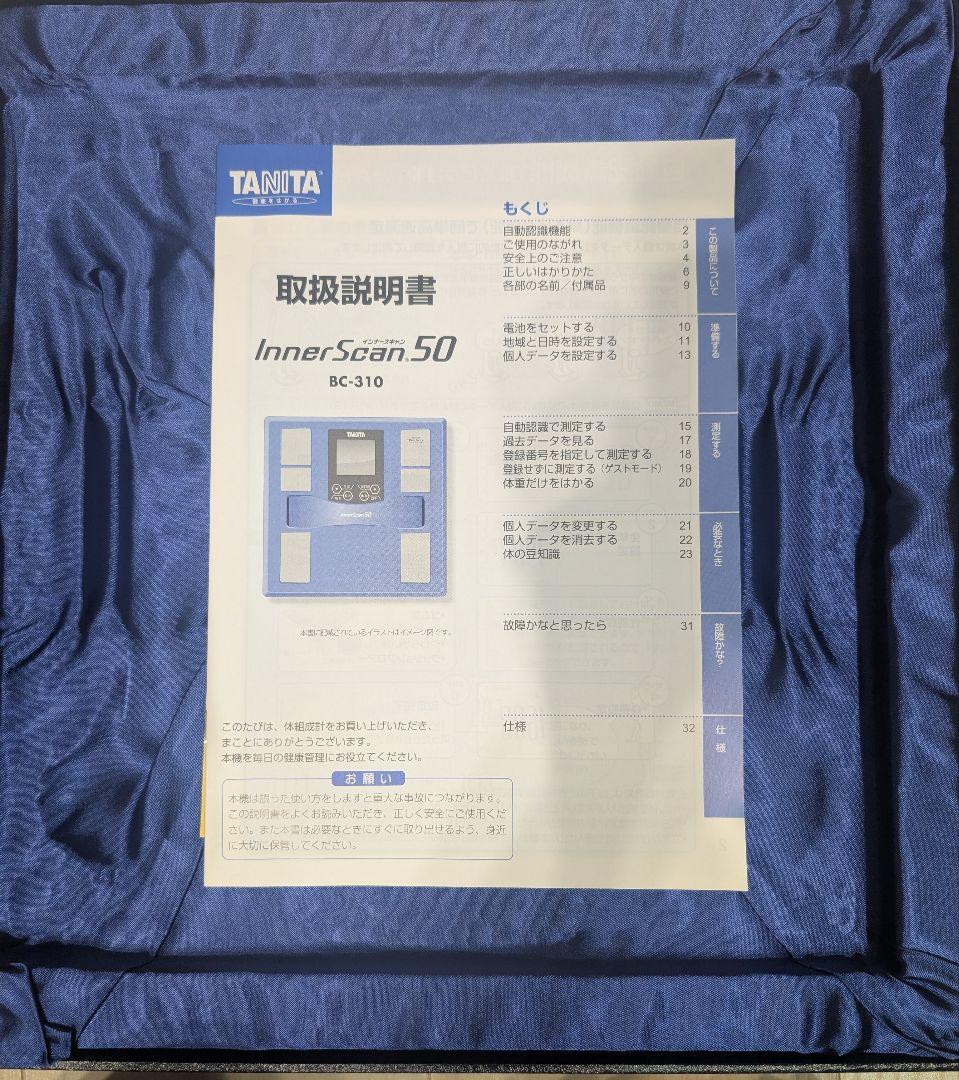 TANITA
健康をはかる
取扱説明書
インナースキャン
InnerScan 50
BC-310
TANITA
InnerScan 50
本書に記載されているイラストはイメージ図です。
このたびは、体組成計をお買い上げいただき、
まことにありがとうございます。
本機を毎日の健康管理にお役立てください。
お願い
本機は誤った使い方をしますと重大な事故につながります。
この説明書をよくお読みいただき、正しく安全にご使用くだ
さい。また本書は必要なときにすぐに取り出せるよう、身近
に大切に保管してください。
もくじ
自動認識機能 2
ご使用のながれ 3
安全上のご注意 4
正しいはかりかた 6
各部の名前／付属品 9
この製品について
電池をセットする 10
地域と日時を設定する 11
個人データを設定する 13
準備する
自動認識で測定する 15
過去データを見る 17
登録番号を指定して測定する 18
登録せずに測定する（ゲストモード） 19
体重だけをはかる 20
測定する
個人データを変更する 21
個人データを消去する 22
体の豆知識 23
必要なとき
故障かなと思ったら 31
故障かな？
仕様 32
仕様